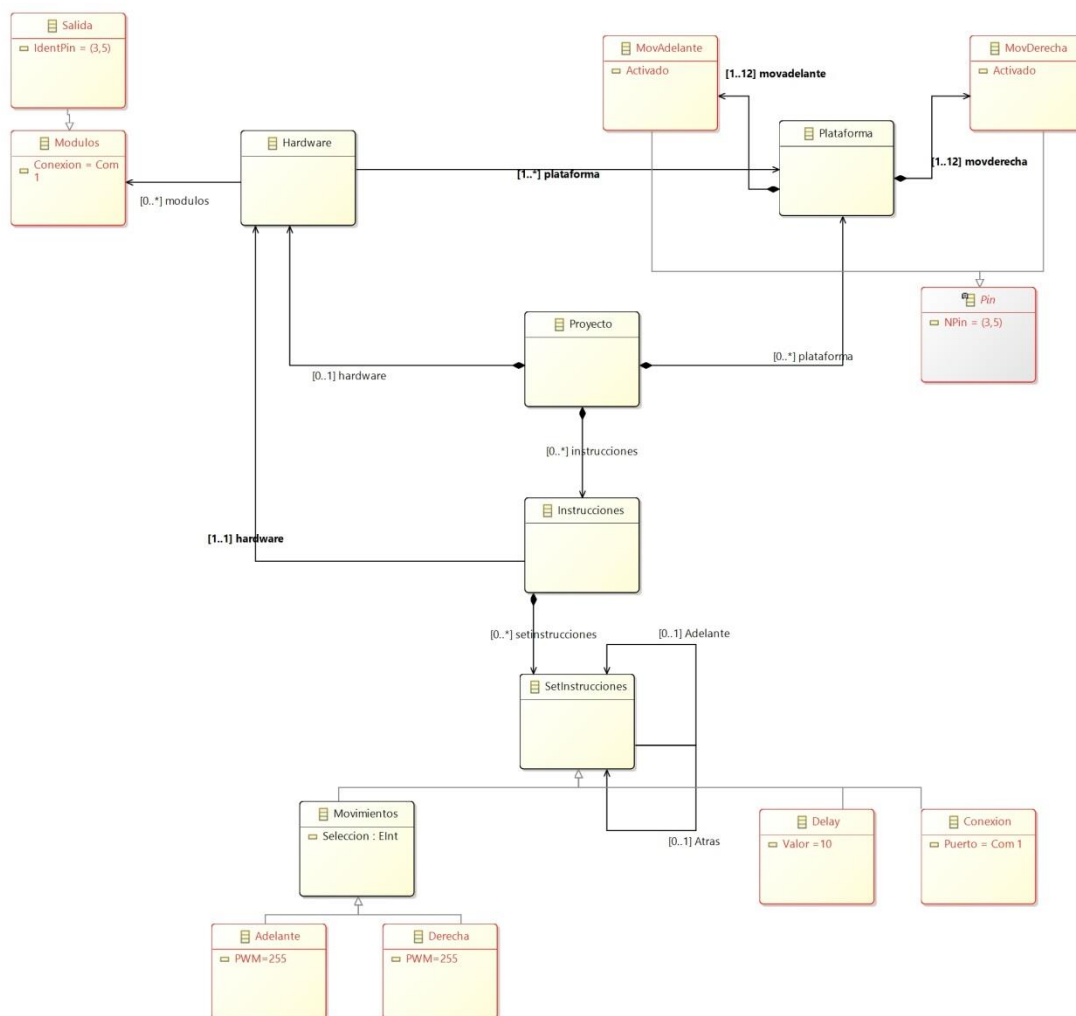 Salida
IdentPin = (3,5)
MovAdelante
Activado
MovDerecha
Activado
[1..12] movadelante
Modulos
Conexion = Com
1
Hardware
Plataforma
[1..*] plataforma
[1..12] movderecha
[0..*] modulos
Pin
NPin = (3,5)
Proyecto
[0..1] hardware
[0..*] plataforma
[0..*] instrucciones
Instrucciones
[1..1] hardware
[0..*] setinstrucciones
[0..1] Adelante
SetInstrucciones
Movimientos
Seleccion : EInt
Delay
Valor =10
Conexion
Puerto = Com 1
[0..1] Atras
Adelante
PWM=255
Derecha
PWM=255